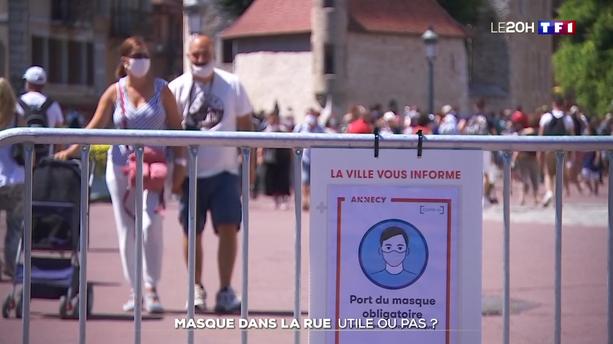 LE20H TF1
LA VILLE VOUS INFORME
ANNECY
Port du masque
obligatoire
MASQUE DANS LA RUE UTILE OU PAS ?